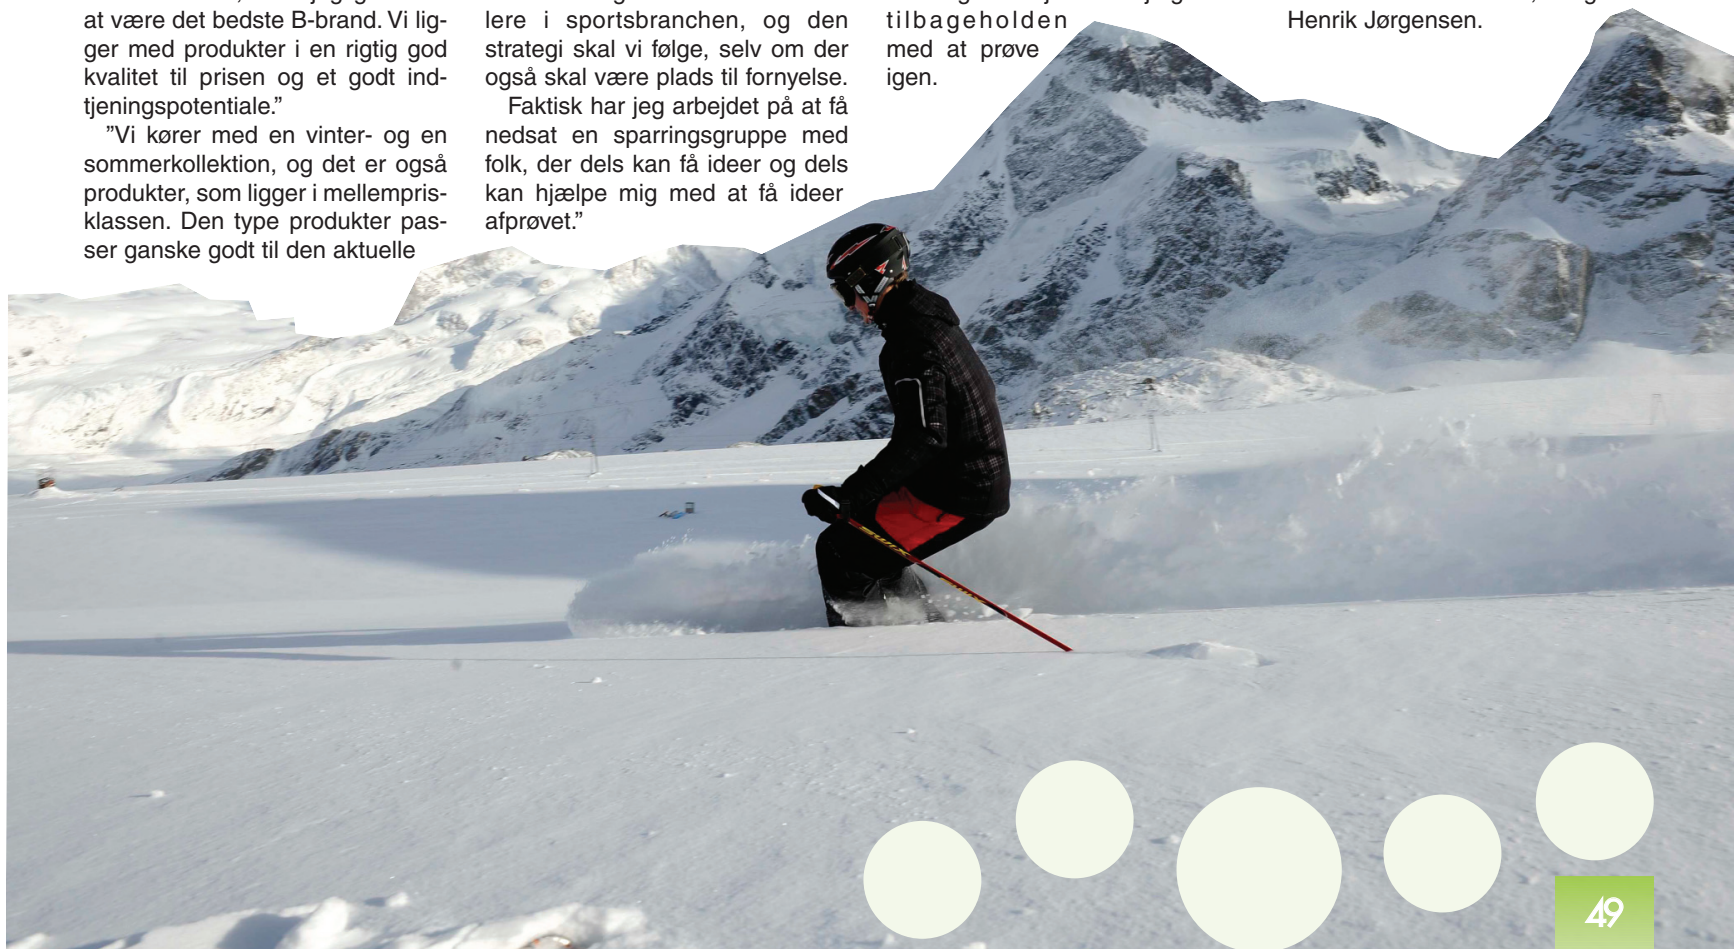 at være det bedste B-brand. Vi lig-
ger med produkter i en rigtig god
kvalitet til prisen og et godt ind-
tjeningspotentiale.”
”Vi kører med en vinter- og en
sommerkollektion, og det er også
produkter, som ligger i mellempris-
klassen. Den type produkter pas-
ser ganske godt til den aktuelle
lere i sportsbranchen, og den
strategi skal vi følge, selv om der
også skal være plads til fornyelse.
Faktisk har jeg arbejdet på at få
nedsat en sparringsgruppe med
folk, der dels kan få ideer og dels
kan hjælpe mig med at få ideer
afprøvet.”
tilbageholden
med at prøve
igen.
Henrik Jørgensen.
49